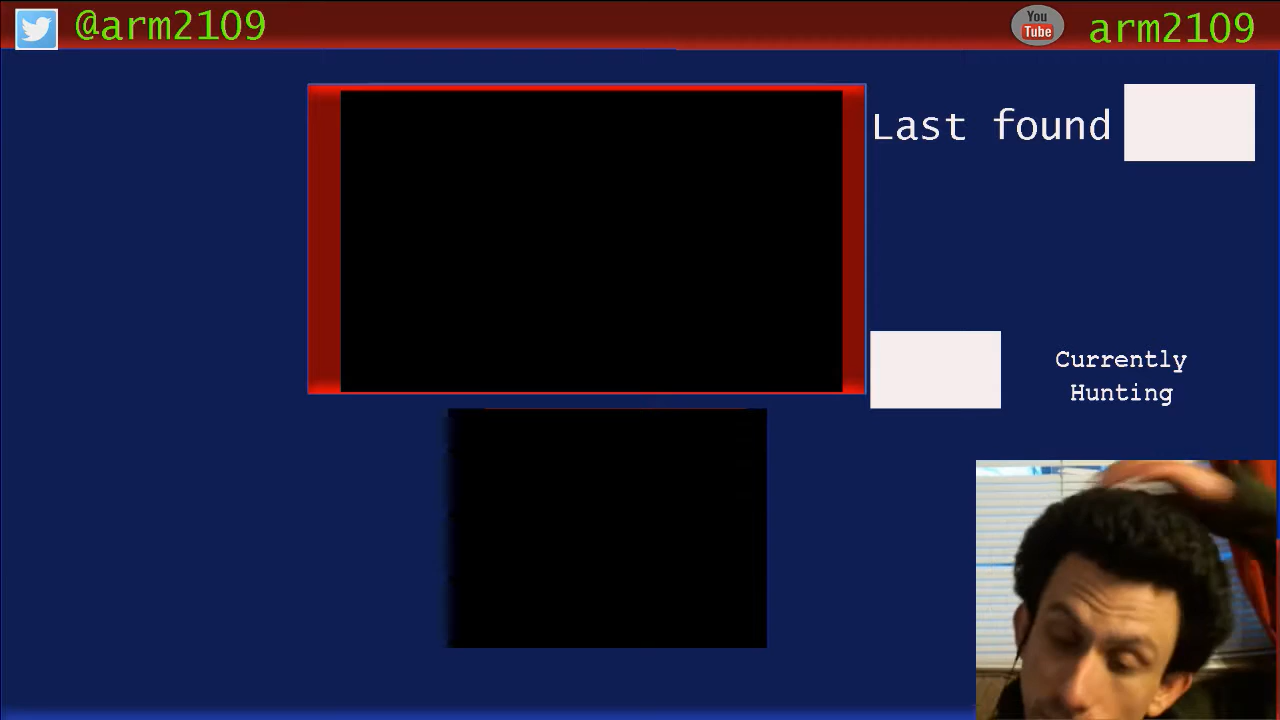 @arm2109
You
Tube
arm2109
Last found
Currently
Hunting